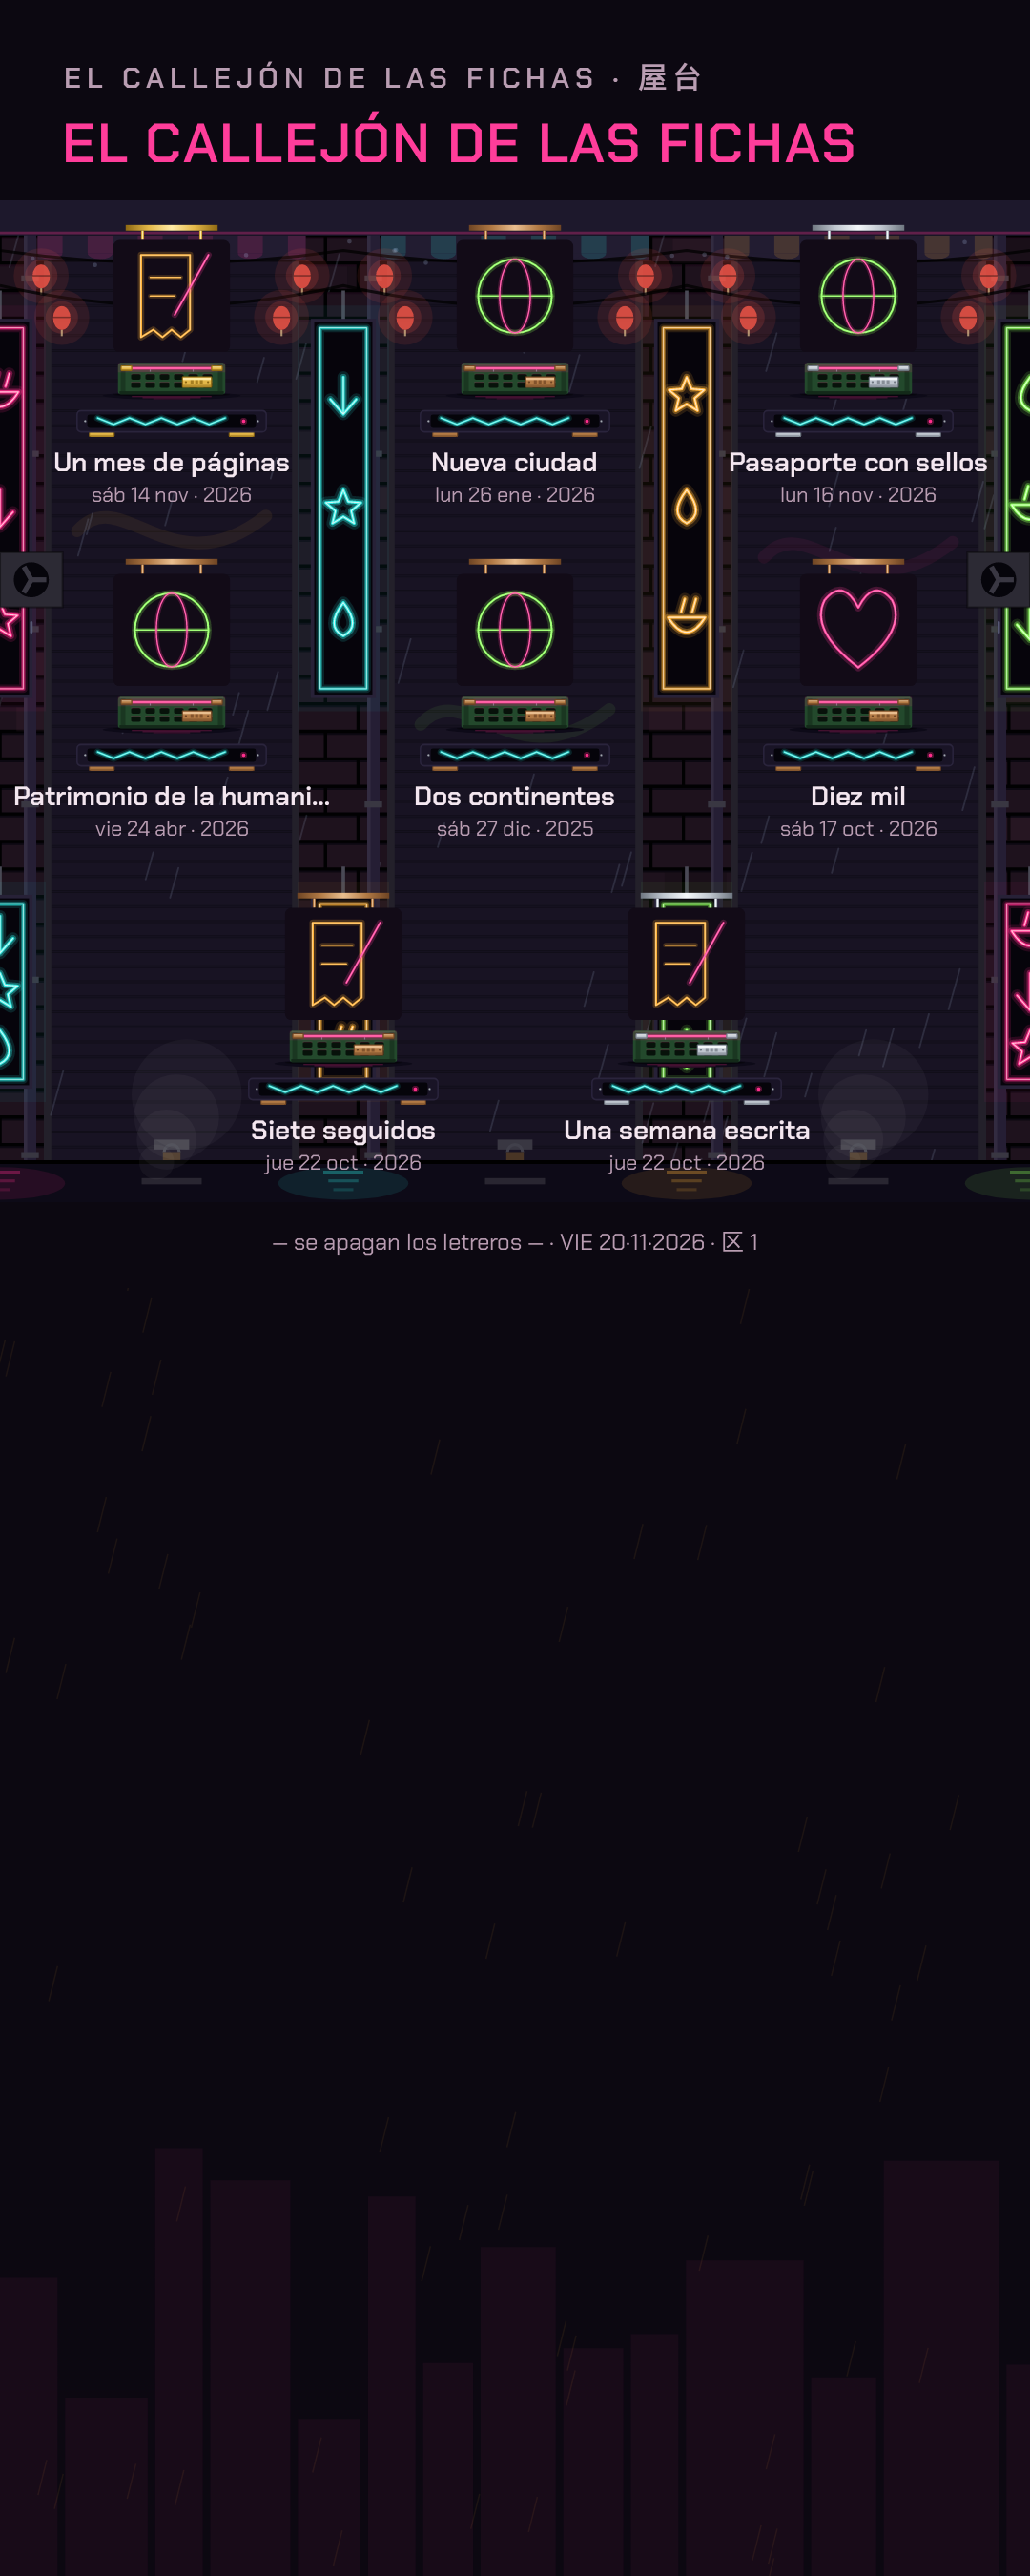 EL CALLEJÓN DE LAS FICHAS · 屋台
EL CALLEJÓN DE LAS FICHAS
Un mes de páginas
sáb 14 nov · 2026
Nueva ciudad
lun 26 ene · 2026
Pasaporte con sellos
lun 16 nov · 2026
Patrimonio de la humani...
vie 24 abr · 2026
Dos continentes
sáb 27 dic · 2025
Diez mil
sáb 17 oct · 2026
Siete seguidos
jue 22 oct · 2026
Una semana escrita
jue 22 oct · 2026
— se apagan los letreros — · VIE 20·11·2026 · 区 1